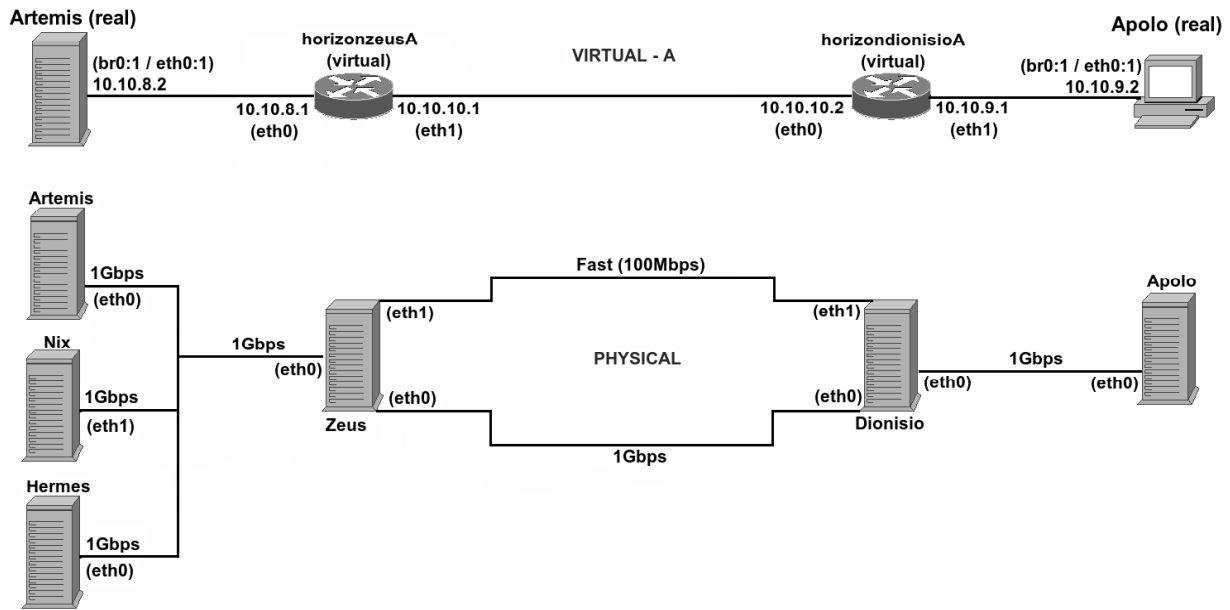 Artemis (real)
(br0:1 / eth0:1)
10.10.8.2
horizonzeusA
(virtual)
10.10.8.1
(eth0)
10.10.10.1
(eth1)
VIRTUAL - A
horizondionisioA
(virtual)
10.10.10.2
(eth0)
10.10.9.1
(eth1)
Apolo (real)
(br0:1 / eth0:1)
10.10.9.2
Artemis
1Gbps
(eth0)
Nix
1Gbps
(eth1)
Hermes
1Gbps
(eth0)
1Gbps
(eth0)
Zeus
(eth1)
(eth0)
Fast (100Mbps)
PHYSICAL
1Gbps
(eth1)
(eth0)
Dionisio
(eth0)
1Gbps
(eth0)
Apolo